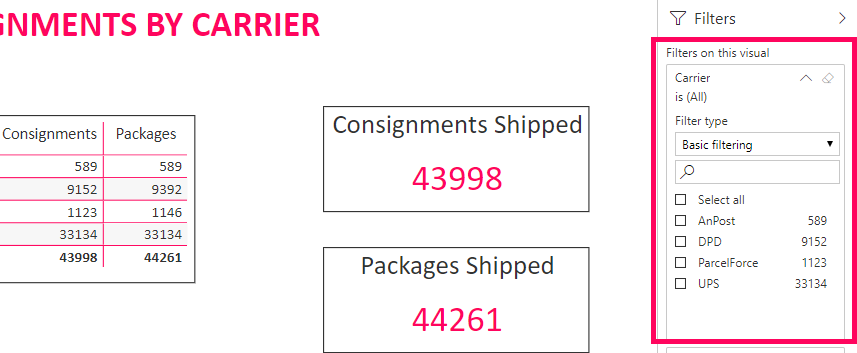 GNMENTS BY CARRIER
Consignments Packages
589 589
9152 9392
1123 1146
33134 33134
43998 44261
Consignments Shipped
43998
Packages Shipped
44261
Filters
Filters on this visual
Carrier
is (All)
Filter type
Basic filtering
Select all
AnPost 589
DPD 9152
ParcelForce 1123
UPS 33134